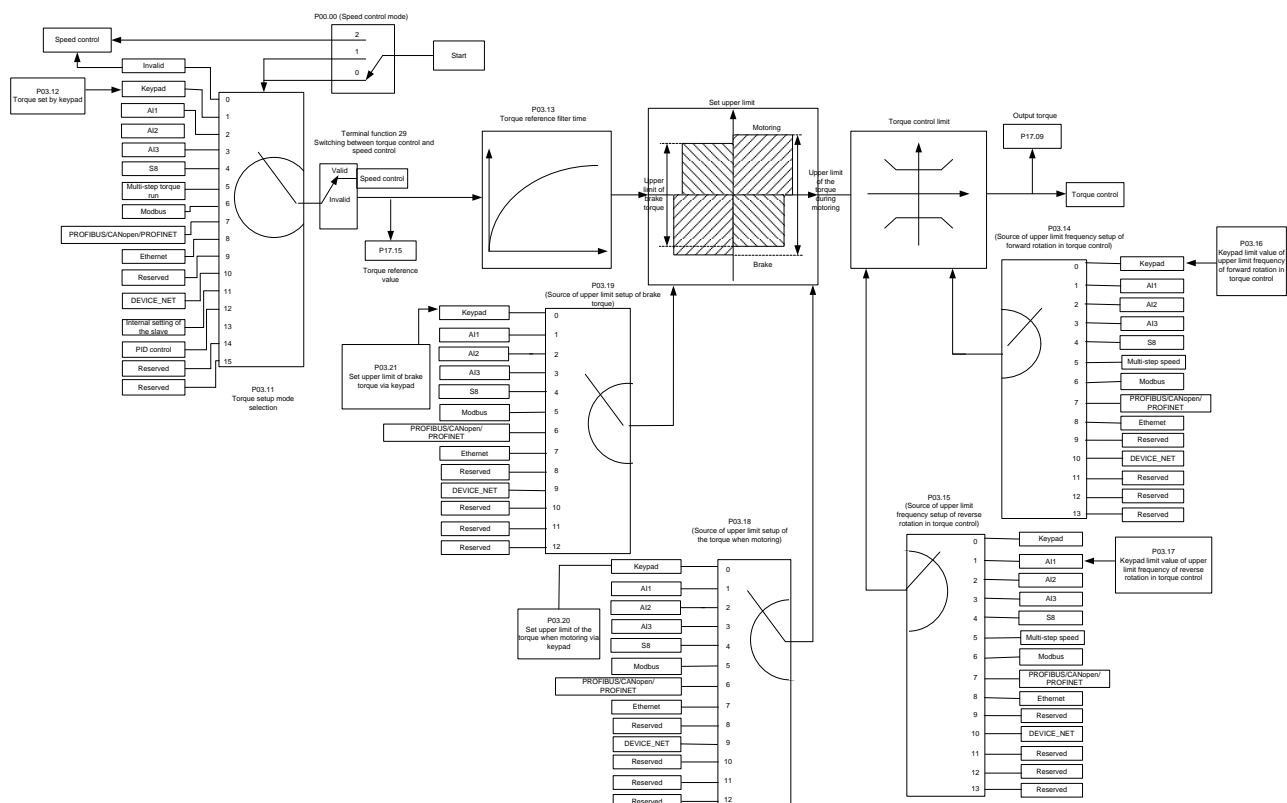 P00.00 (Speed control mode)
Speed control
2
1
0
Start
P03.12
Torque set by keypad
Invalid
Keypad
AI1
AI2
AI3
S8
Multi-step torque
run
Modbus
PROFIBUS/CANopen/PROFINET
Ethernet
Reserved
DEVICE_NET
Internal setting of
the slave
PID control
Reserved
Reserved
0
1
2
3
4
5
6
7
8
9
10
11
12
13
14
15
P03.11
Torque setup mode
selection
Terminal function 29
Switching between torque control and
speed control
Valid
Invalid
Speed control
P17.15
Torque reference
value
P03.13
Torque reference filter time
Set upper limit
Motoring
Upper
limit of
brake
torque
Upper limit
of the
torque
during
motoring
Brake
Torque control limit
Output torque
P17.09
Torque control
P03.14
(Source of upper limit frequency setup of
forward rotation in torque control)
P03.16
Keypad limit value of
upper limit frequency
of forward rotation in
torque control
0
1
2
3
4
5
6
7
8
9
10
11
12
13
Keypad
AI1
AI2
AI3
S8
Multi-step speed
Modbus
PROFIBUS/CANopen/
PROFINET
Ethernet
Reserved
DEVICE_NET
Reserved
Reserved
Reserved
P03.19
(Source of upper limit setup of brake
torque)
P03.21
Set upper limit of brake
torque via keypad
Keypad
AI1
AI2
AI3
S8
Modbus
PROFIBUS/CANopen/
PROFINET
Ethernet
Reserved
DEVICE_NET
Reserved
Reserved
Reserved
0
1
2
3
4
5
6
7
8
9
10
11
12
P03.18
(Source of upper limit setup of
the torque when motoring)
P03.20
Set upper limit of the
torque when motoring via
keypad
Keypad
AI1
AI2
AI3
S8
Modbus
PROFIBUS/CANopen/
PROFINET
Ethernet
Reserved
DEVICE_NET
Reserved
Reserved
Reserved
0
1
2
3
4
5
6
7
8
9
10
11
12
P03.15
(Source of upper limit
frequency setup of reverse
rotation in torque control)
0
1
2
3
4
5
6
7
8
9
10
11
12
13
Keypad
AI1
AI2
AI3
S8
Multi-step speed
Modbus
PROFIBUS/CANopen/
PROFINET
Ethernet
Reserved
DEVICE_NET
Reserved
Reserved
Reserved
P03.17
Keypad limit value of upper
limit frequency of reverse
rotation in torque control